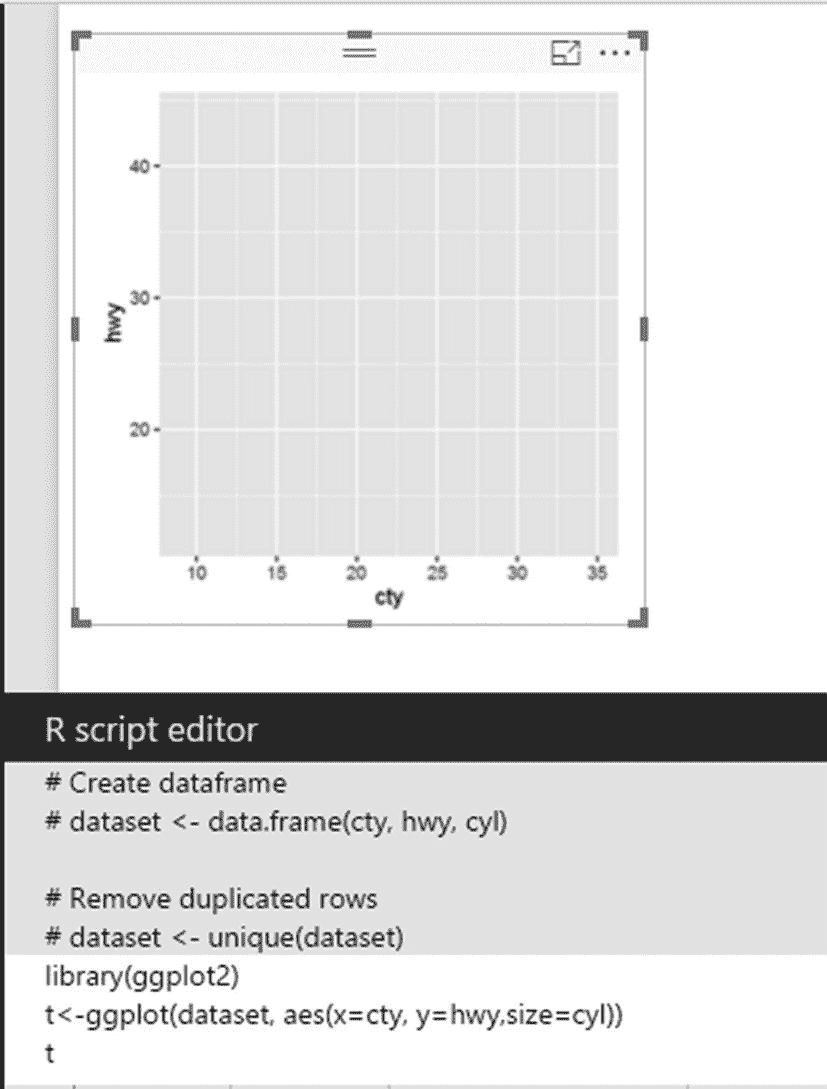 40
30
20
hwy
10 15 20 25 30 35
cty
R script editor
# Create dataframe
# dataset <- data.frame(cty, hwy, cyl)
# Remove duplicated rows
# dataset <- unique(dataset)
library(ggplot2)
t<-ggplot(dataset, aes(x=cty, y=hwy,size=cyl))
t